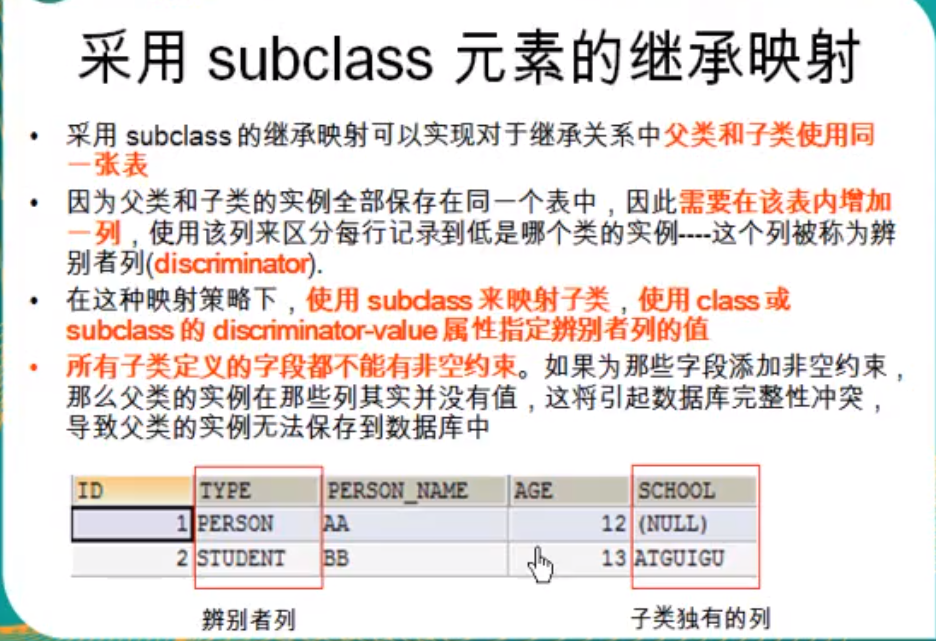 采用 subclass 元素的继承映射
• 采用 subclass 的继承映射可以实现对于继承关系中父类和子类使用同
一张表
• 因为父类和子类的实例全部保存在同一个表中，因此需要在该表内增加
一列，使用该列来区分每行记录到低是哪个类的实例----这个列被称为辨
别者列(discriminator).
• 在这种映射策略下，使用 subclass 来映射子类，使用 class 或
subclass 的 discriminator-value 属性指定辨别者列的值
• 所有子类定义的字段都不能有非空约束。如果为那些字段添加非空约束，
那么父类的实例在那些列其实并没有值，这将引起数据库完整性冲突，
导致父类的实例无法保存到数据库中
ID TYPE PERSON_NAME AGE SCHOOL
1 PERSON AA 12 (NULL)
2 STUDENT BB 13 ATGUIGU
辨别者列 子类独有的列